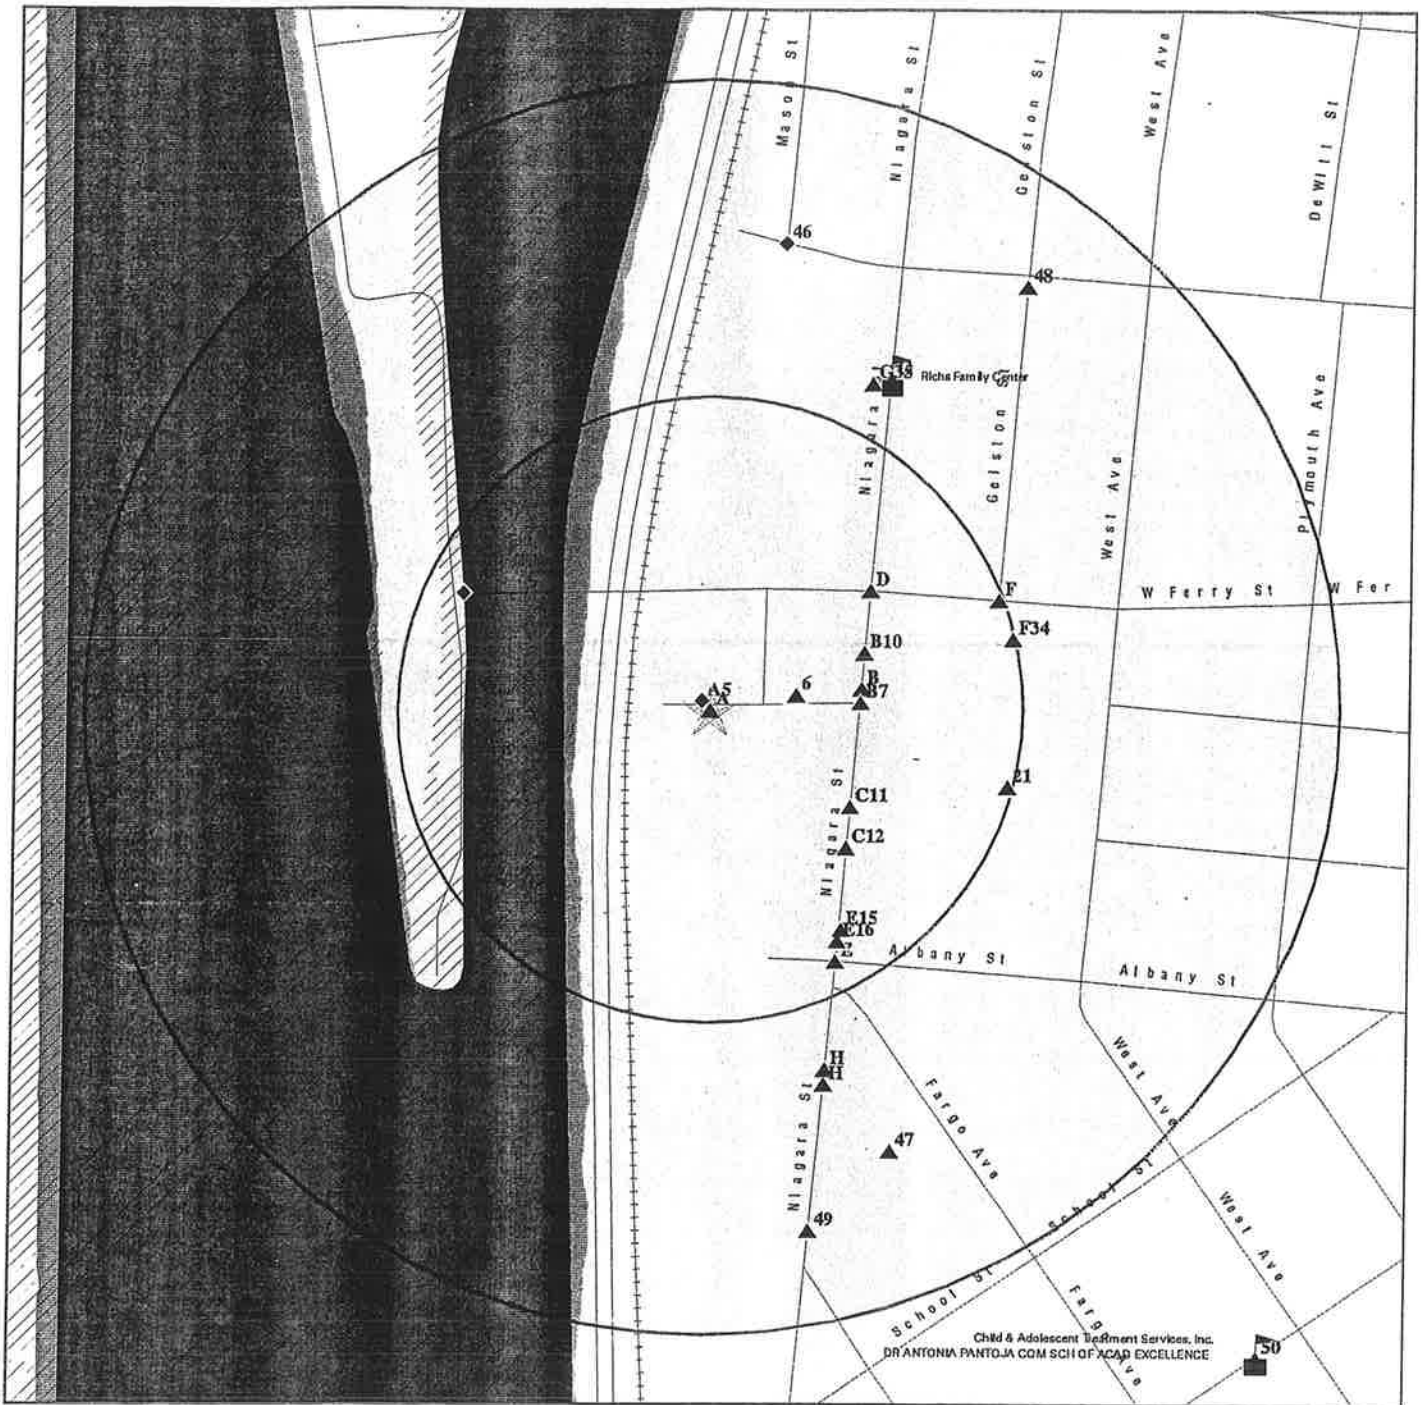 Mason St
Niagara St
Gelston St
West Ave
DeWitt St
46
48
G33
Richs Family Center
Niagara
Gelston St
West Ave
Plymouth Ave
D
F
W Ferry St
W Fer
F34
B10
B
B7
6
A5
A
21
Niagara St
C11
C12
E15
E16
E
Albany St
Albany St
H
H
Niagara St
Fargo Ave
West Ave
47
49
School St
School St
West Ave
Fargo Ave
Child & Adolescent Treatment Services, Inc.
DR ANTONIA PANTOJA COM SCH OF ACAD EXCELLENCE
50